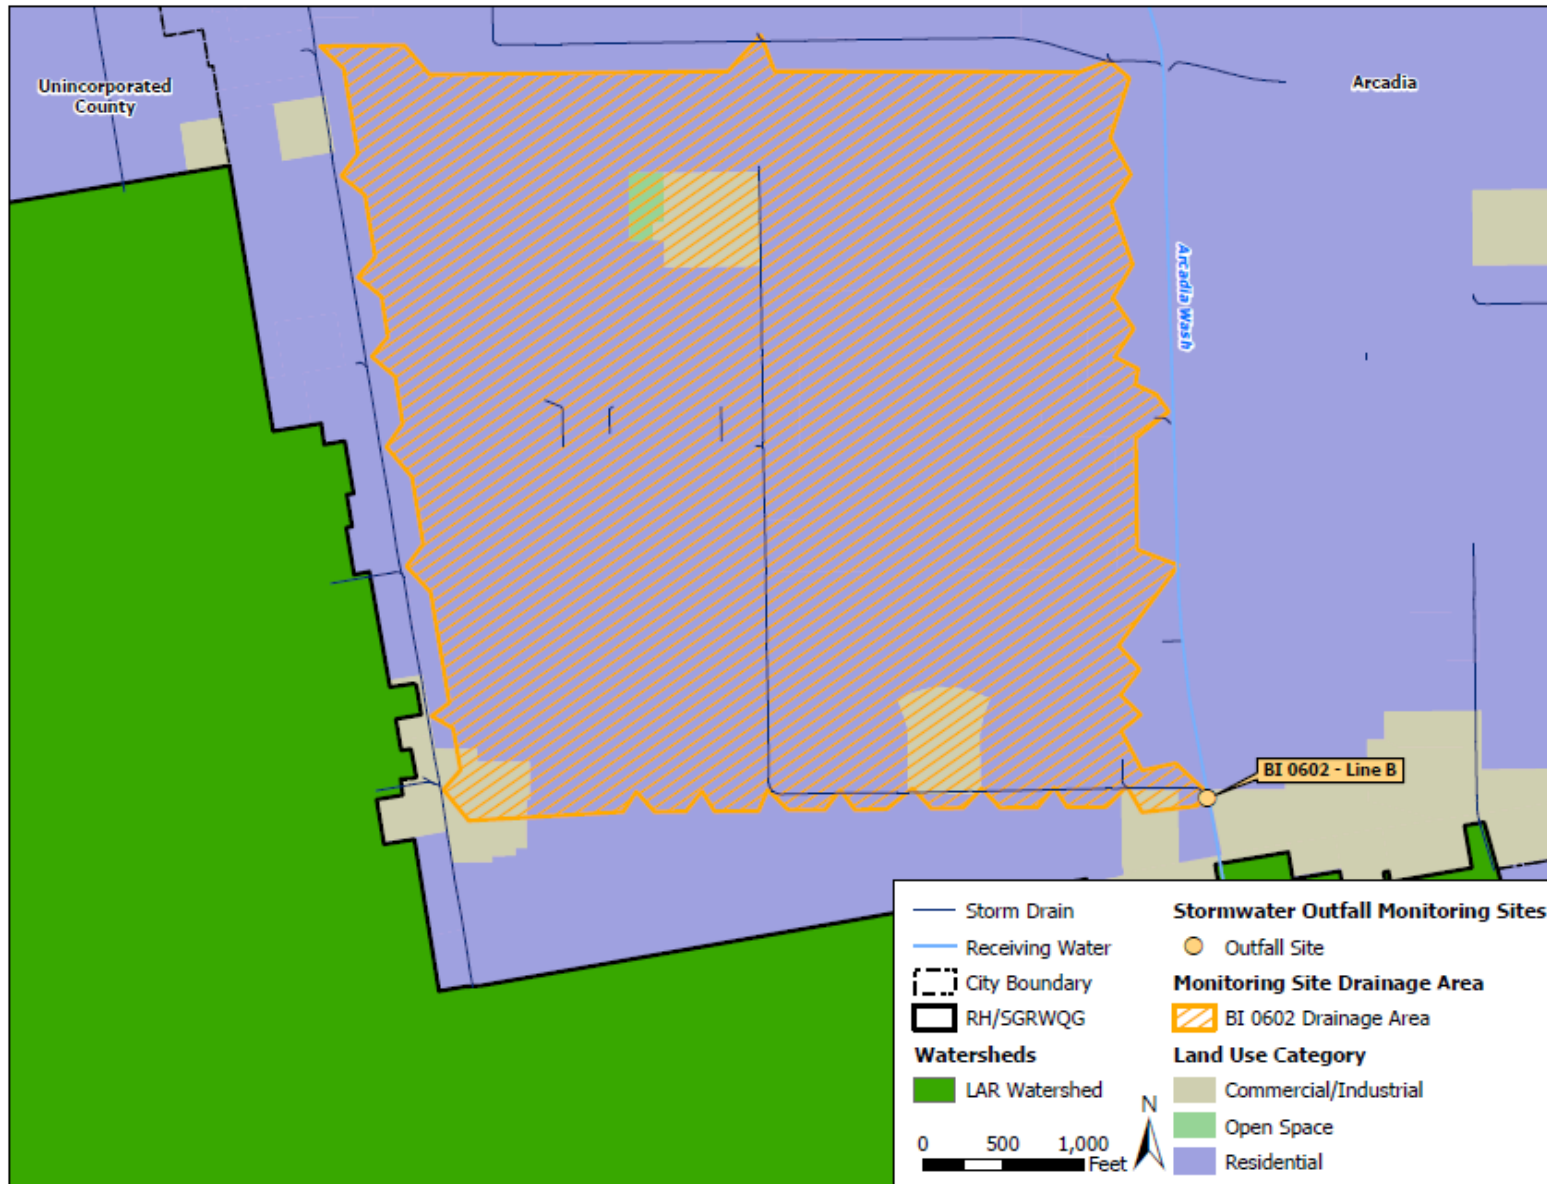 Unincorporated
County
Arcadia
Arcadia Wash
BI 0602 - Line B
Storm Drain
Receiving Water
City Boundary
RH/SGRWQG
Watersheds
LAR Watershed
0 500 1,000
Feet
N
Stormwater Outfall Monitoring Sites
Outfall Site
Monitoring Site Drainage Area
BI 0602 Drainage Area
Land Use Category
Commercial/Industrial
Open Space
Residential